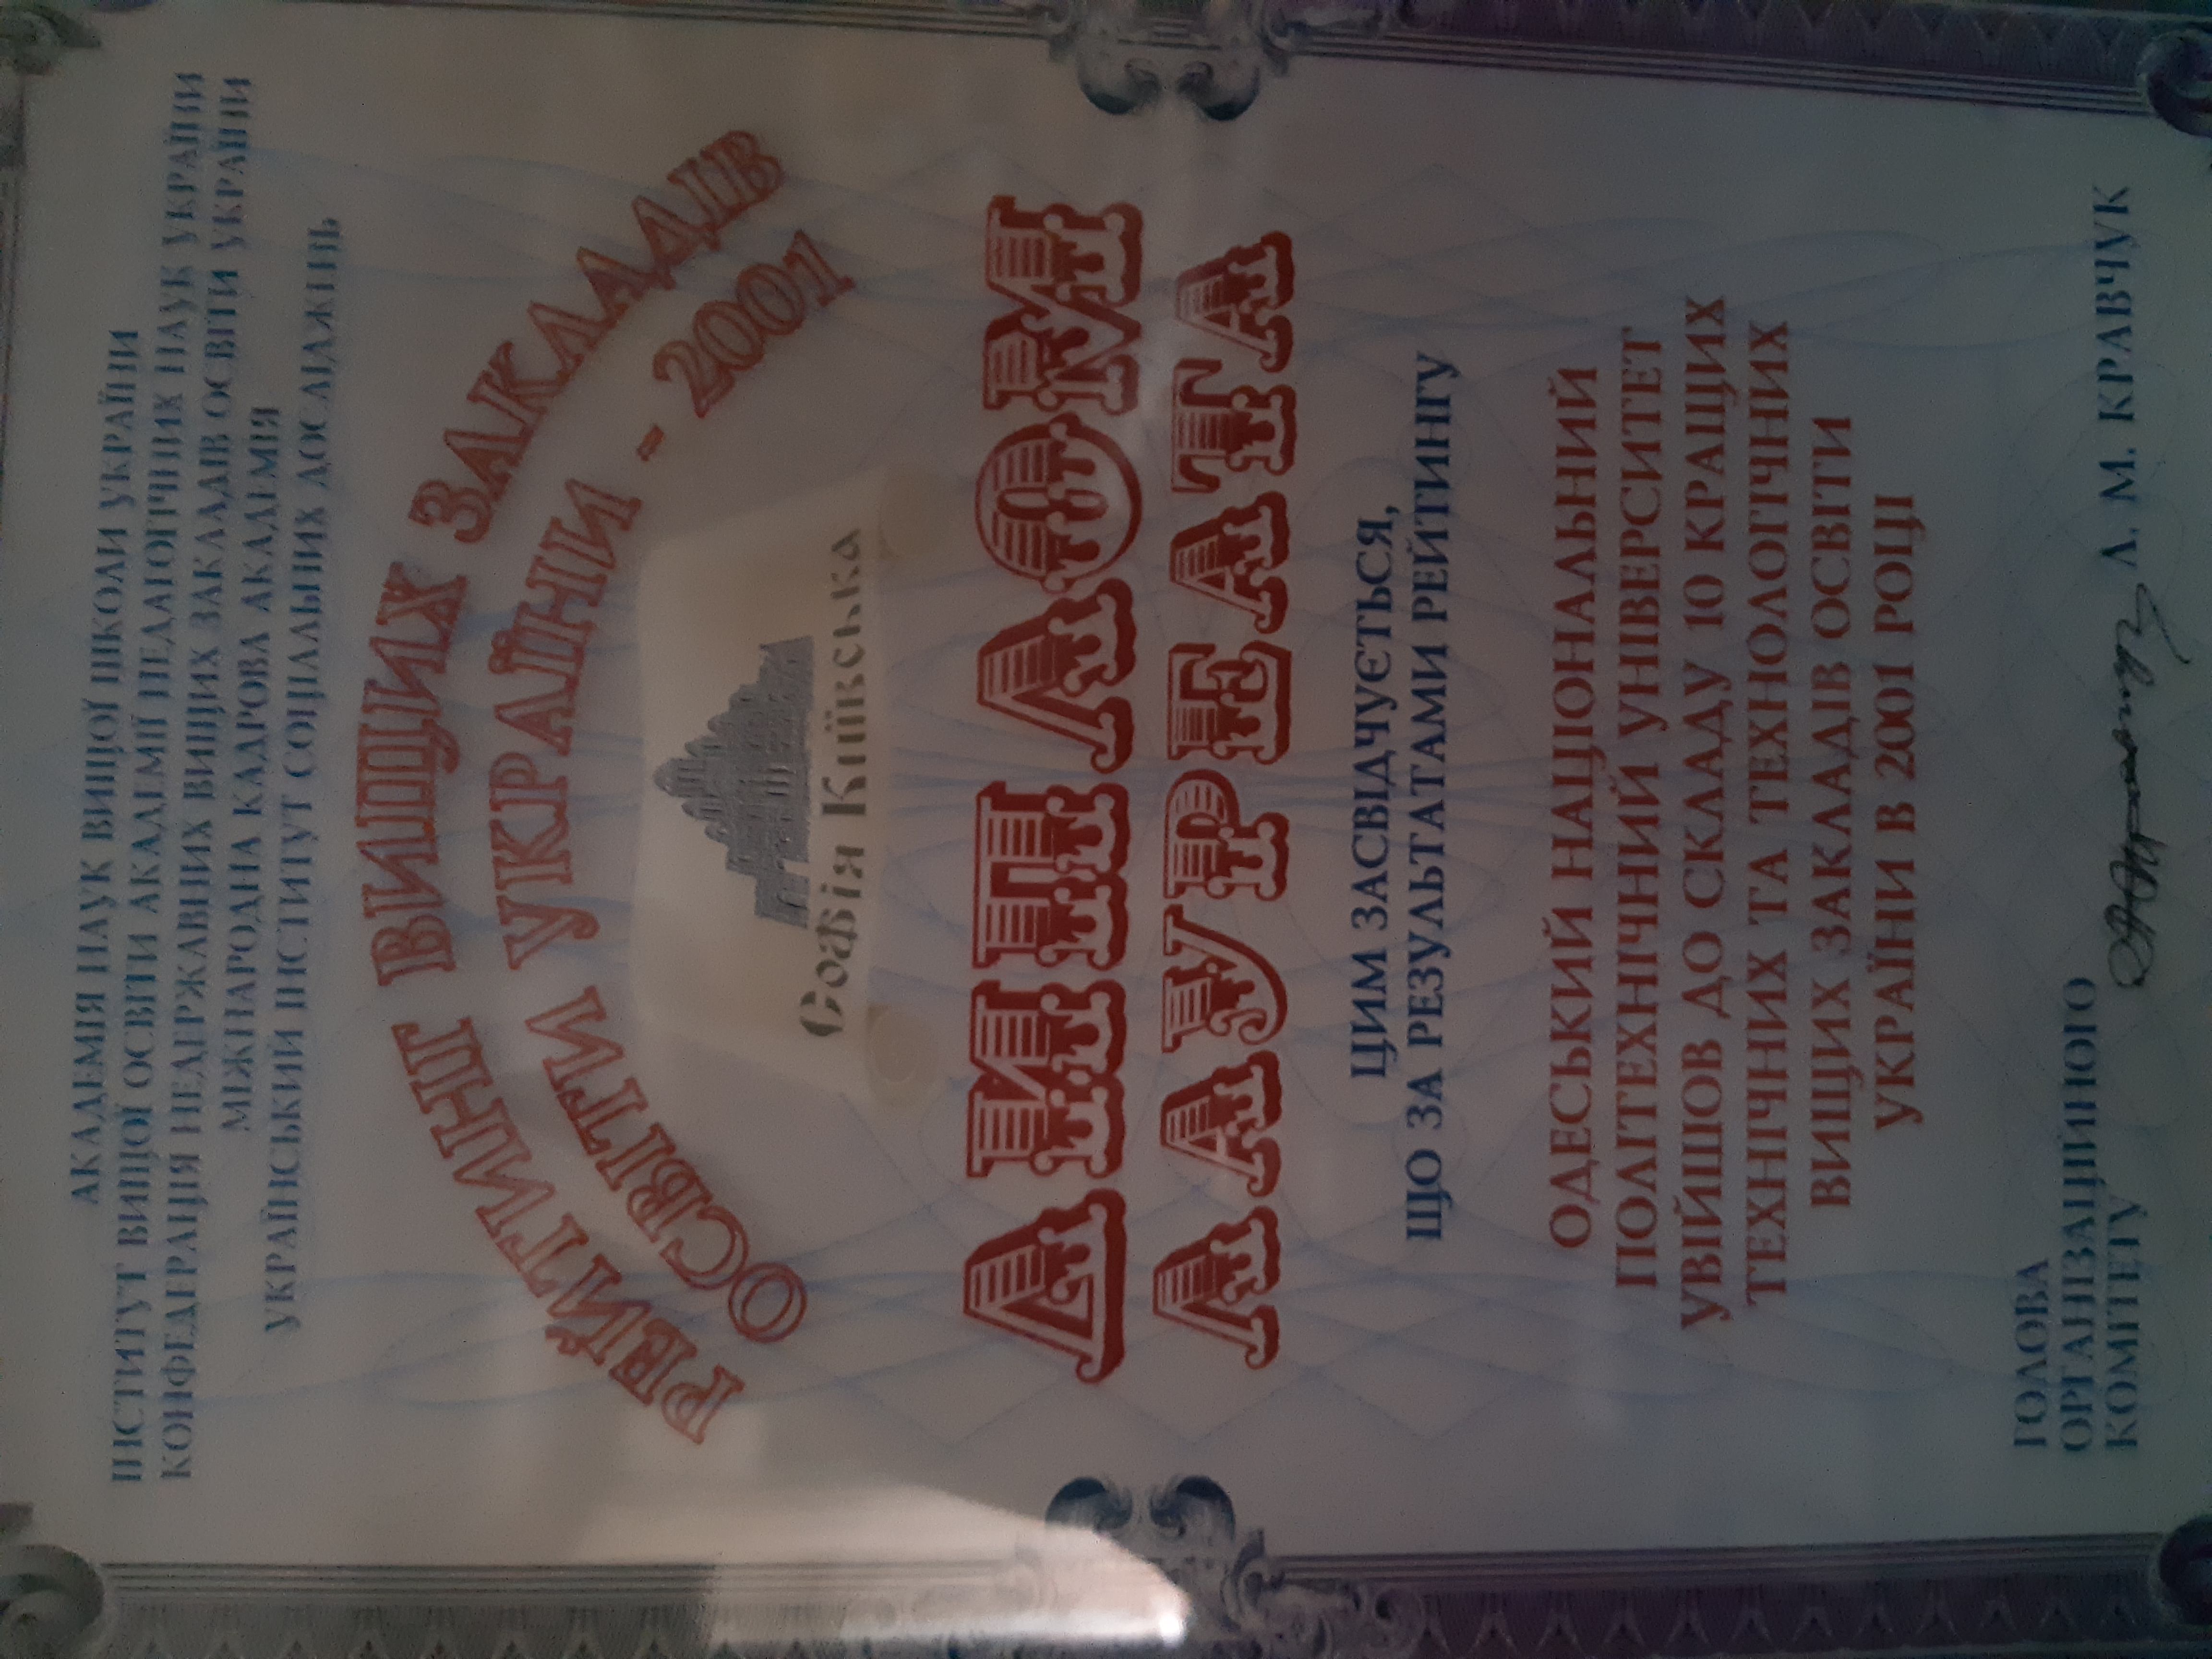 АКАДЕМІЯ НАУК ВИЩОЇ ШКОЛИ УКРАЇНИ
ІНСТИТУТ ВИЩОЇ ОСВІТИ АКАДЕМІЇ ПЕДАГОГІЧНИХ НАУК УКРАЇНИ
КОНФЕДЕРАЦІЯ НЕДЕРЖАВНИХ ВИЩИХ ЗАКЛАДІВ ОСВІТИ УКРАЇНИ
МІЖНАРОДНА КАДРОВА АКАДЕМІЯ
УКРАЇНСЬКИЙ ІНСТИТУТ СОЦІАЛЬНИХ ДОСЛІДЖЕНЬ
РЕЙТИНГ ВИЩИХ ЗАКЛАДІВ
ОСВІТИ УКРАЇНИ - 2001
Софія Київська
ДИПЛОМ
ЛАУРЕАТА
ЦИМ ЗАСВІДЧУЄТЬСЯ,
ЩО ЗА РЕЗУЛЬТАТАМИ РЕЙТИНГУ
ОДЕСЬКИЙ НАЦІОНАЛЬНИЙ
ПОЛІТЕХНІЧНИЙ УНІВЕРСИТЕТ
УВІЙШОВ ДО СКЛАДУ 10 КРАЩИХ
ТЕХНІЧНИХ ТА ТЕХНОЛОГІЧНИХ
ВИЩИХ ЗАКЛАДІВ ОСВІТИ
УКРАЇНИ В 2001 РОЦІ
ГОЛОВА
ОРГАНІЗАЦІЙНОГО
КОМІТЕТУ Л. М. КРАВЧУК